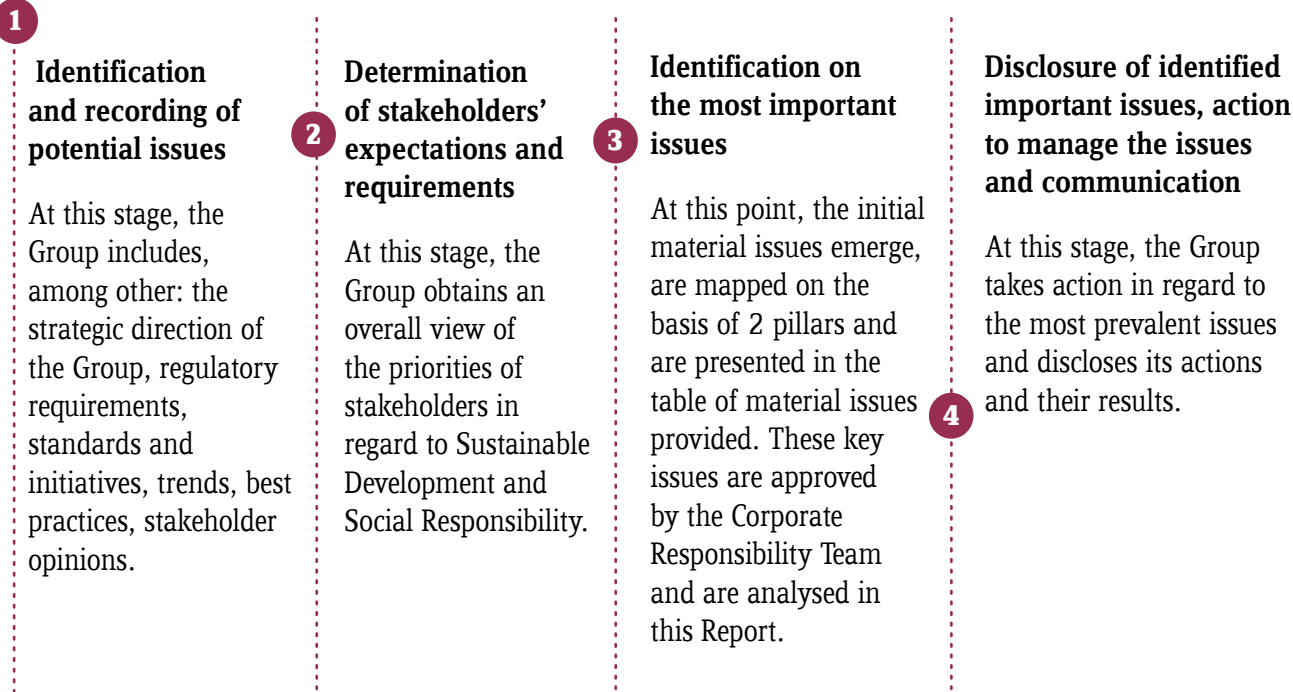 1
Identification
and recording of
potential issues
At this stage, the
Group includes,
among other: the
strategic direction of
the Group, regulatory
requirements,
standards and
initiatives, trends, best
practices, stakeholder
opinions.
2
Determination
of stakeholders’
expectations and
requirements
At this stage, the
Group obtains an
overall view of
the priorities of
stakeholders in
regard to Sustainable
Development and
Social Responsibility.
3
Identification on
the most important
issues
At this point, the initial
material issues emerge,
are mapped on the
basis of 2 pillars and
are presented in the
table of material issues
provided. These key
issues are approved
by the Corporate
Responsibility Team
and are analysed in
this Report.
4
Disclosure of identified
important issues, action
to manage the issues
and communication
At this stage, the Group
takes action in regard to
the most prevalent issues
and discloses its actions
and their results.